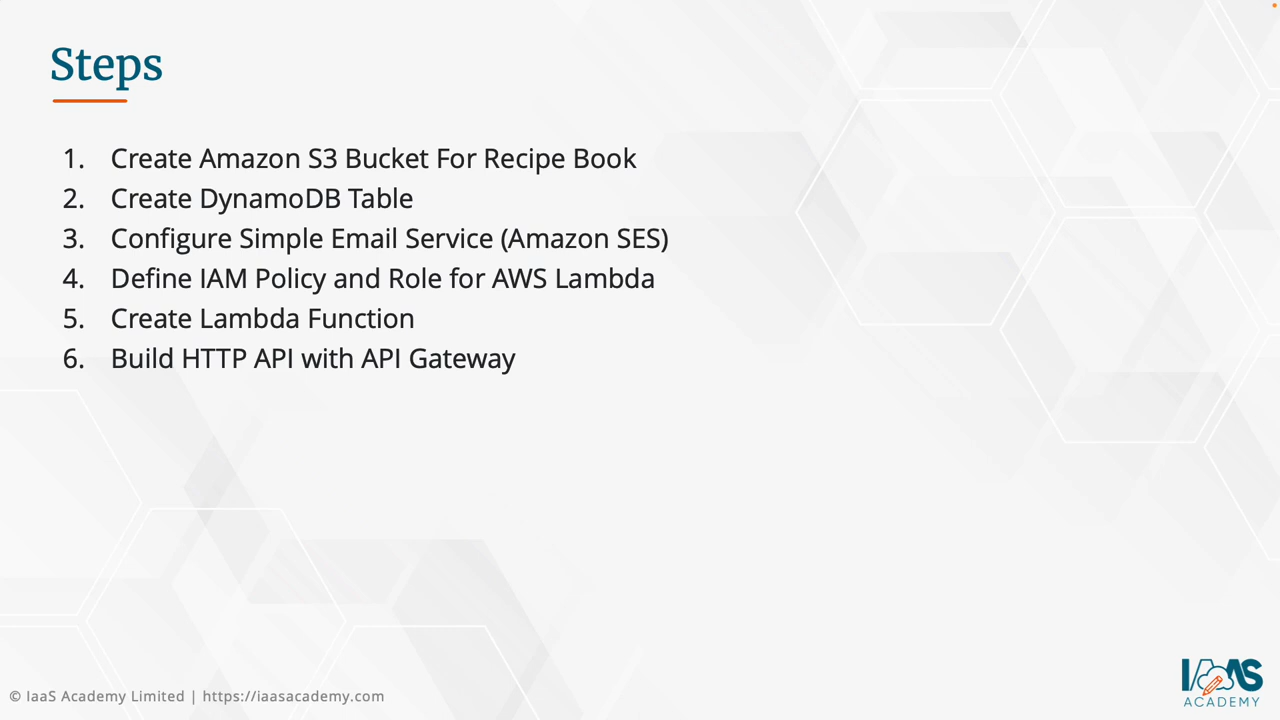 Steps
1. Create Amazon S3 Bucket For Recipe Book
2. Create DynamoDB Table
3. Configure Simple Email Service (Amazon SES)
4. Define IAM Policy and Role for AWS Lambda
5. Create Lambda Function
6. Build HTTP API with API Gateway
© IaaS Academy Limited | https://iaasacademy.com
IAAS
ACADEMY